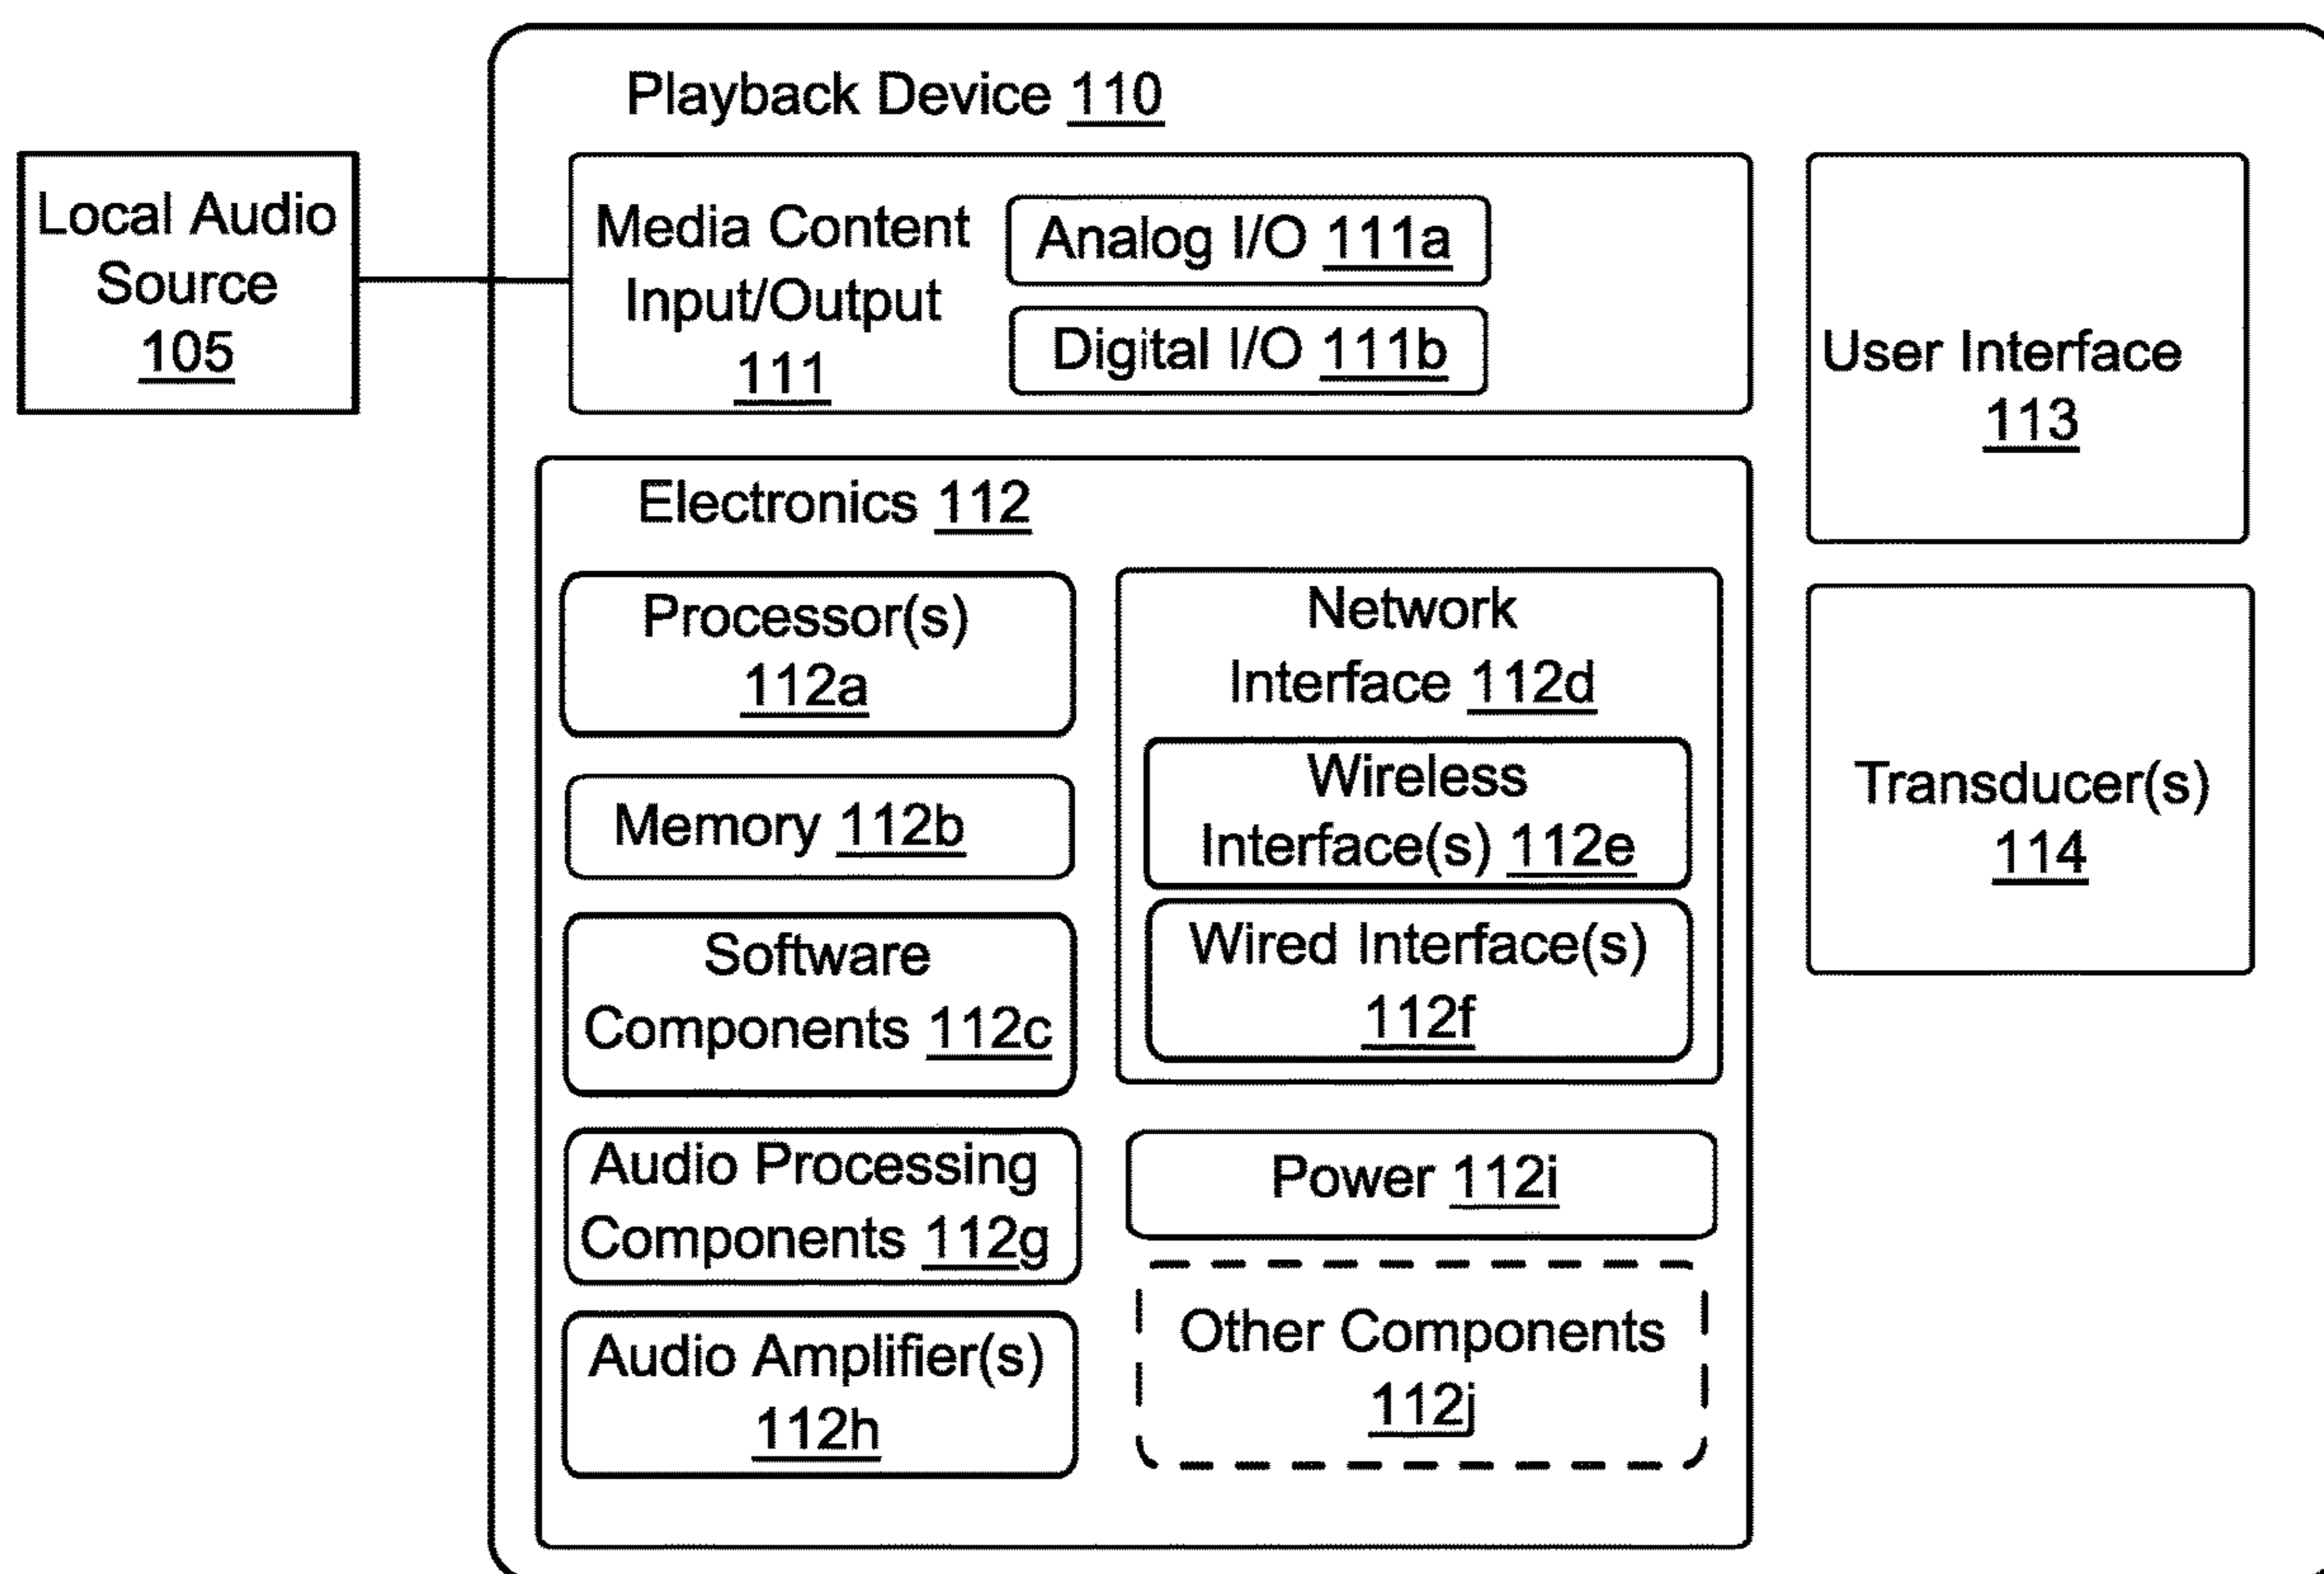 Playback Device 110
Local Audio
Source
105
Media Content
Input/Output
111
Analog I/O 111a
Digital I/O 111b
User Interface
113
Electronics 112
Processor(s)
112a
Memory 112b
Software
Components 112c
Audio Processing
Components 112g
Audio Amplifier(s)
112h
Network
Interface 112d
Wireless
Interface(s) 112e
Wired Interface(s)
112f
Power 112i
Other Components
112j
Transducer(s)
114